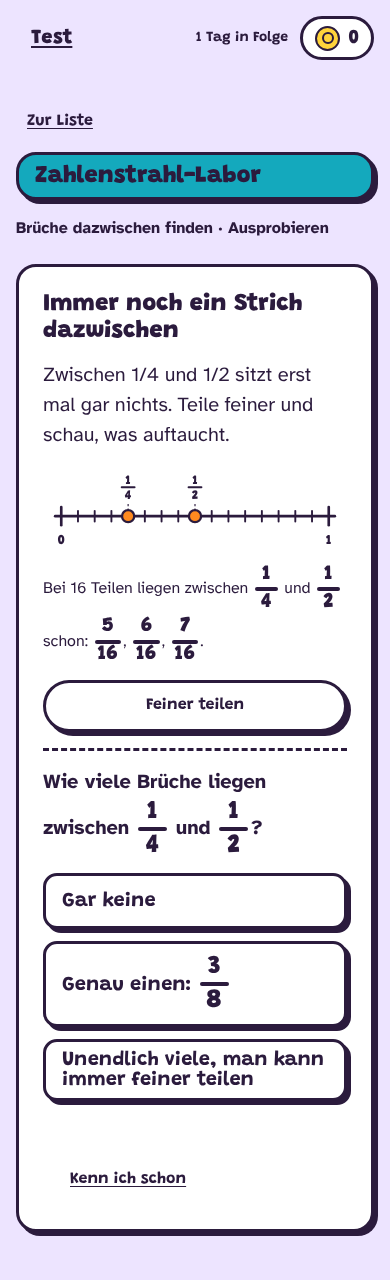 Test
1 Tag in Folge
0
Zur Liste
Zahlenstrahl-Labor
Brüche dazwischen finden · Ausprobieren
Immer noch ein Strich
dazwischen
Zwischen 1/4 und 1/2 sitzt erst
mal gar nichts. Teile feiner und
schau, was auftaucht.
1/4 1/2
0 1
Bei 16 Teilen liegen zwischen 1/4 und 1/2
schon: 5/16, 6/16, 7/16.
Feiner teilen
Wie viele Brüche liegen
zwischen 1/4 und 1/2?
Gar keine
Genau einen: 3/8
Unendlich viele, man kann
immer feiner teilen
Kenn ich schon